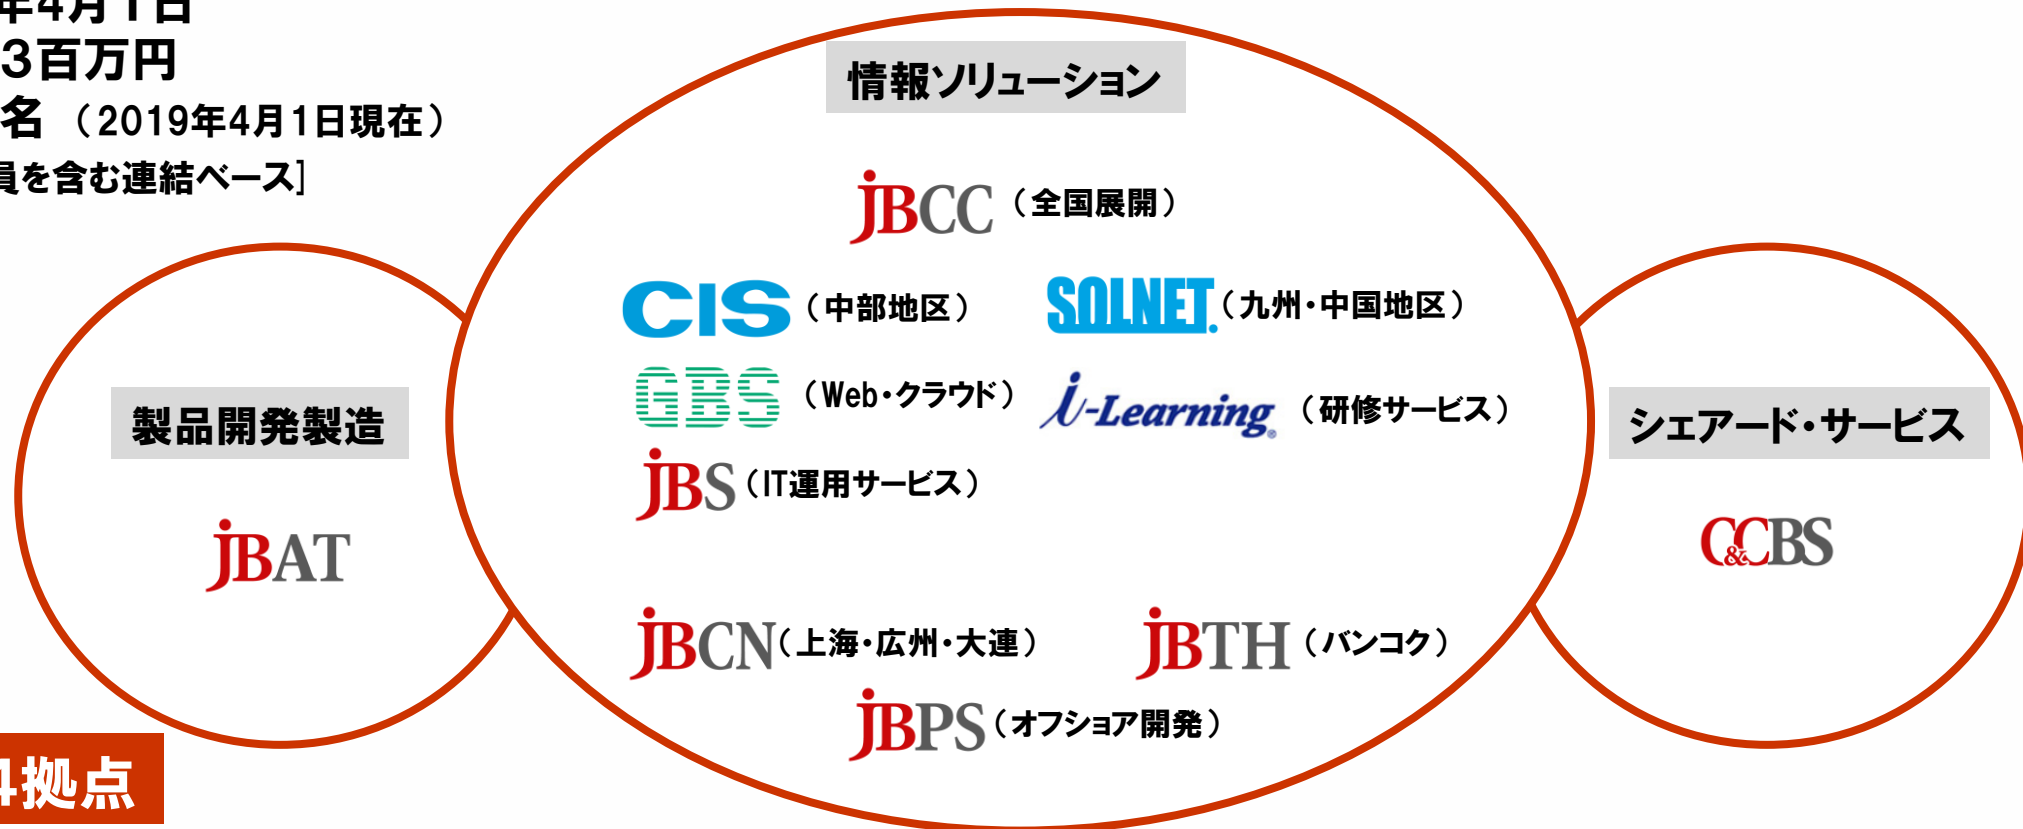 年4月1日
3百万円
名 （2019年4月1日現在）
員を含む連結ベース]
情報ソリューション
JBCC （全国展開）
CIS （中部地区）
SOLNET. （九州・中国地区）
GBS （Web・クラウド）
i-Learning® （研修サービス）
JBS （IT運用サービス）
JBCN （上海・広州・大連）
JBTH （バンコク）
JBPS （オフショア開発）
製品開発製造
JBAT
シェアード・サービス
C&CBS
4拠点